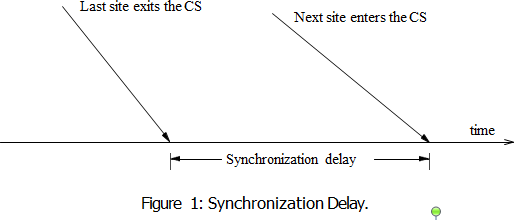 Last site exits the CS
Next site enters the CS
time
Synchronization delay
Figure 1: Synchronization Delay.